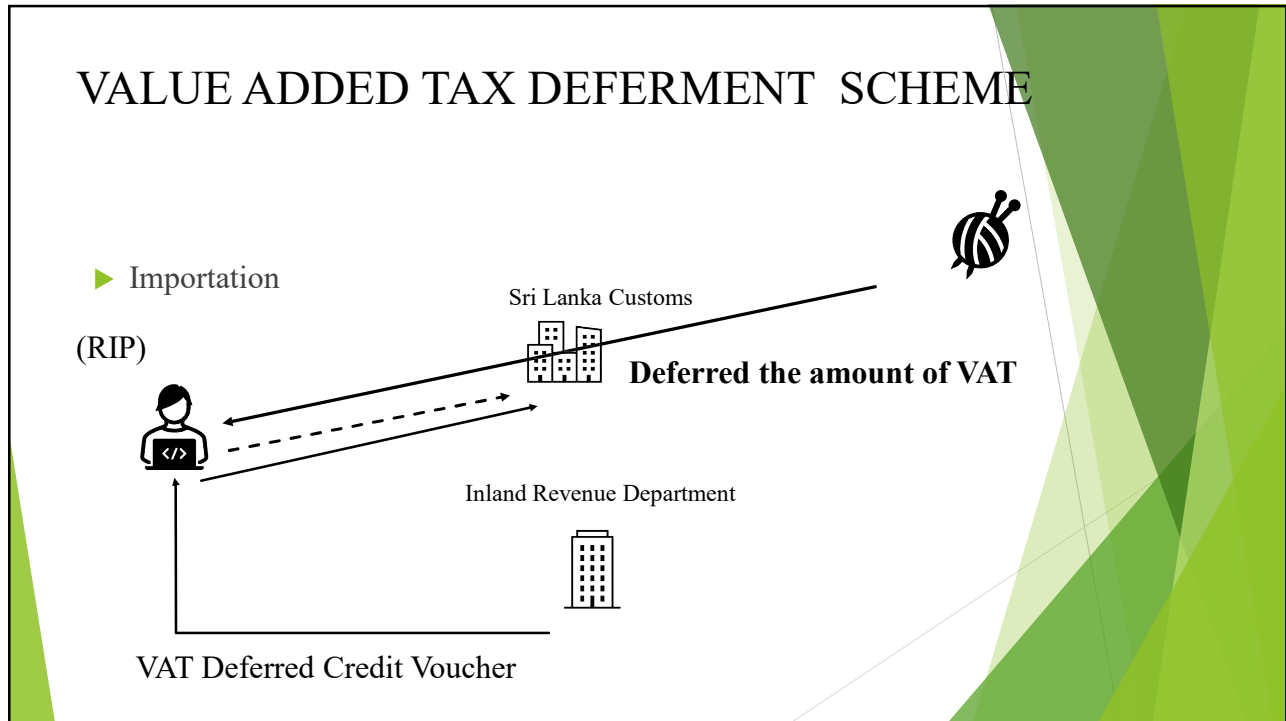 VALUE ADDED TAX DEFERMENT SCHEME
Importation
Sri Lanka Customs
(RIP)
Deferred the amount of VAT
</>
Inland Revenue Department
VAT Deferred Credit Voucher